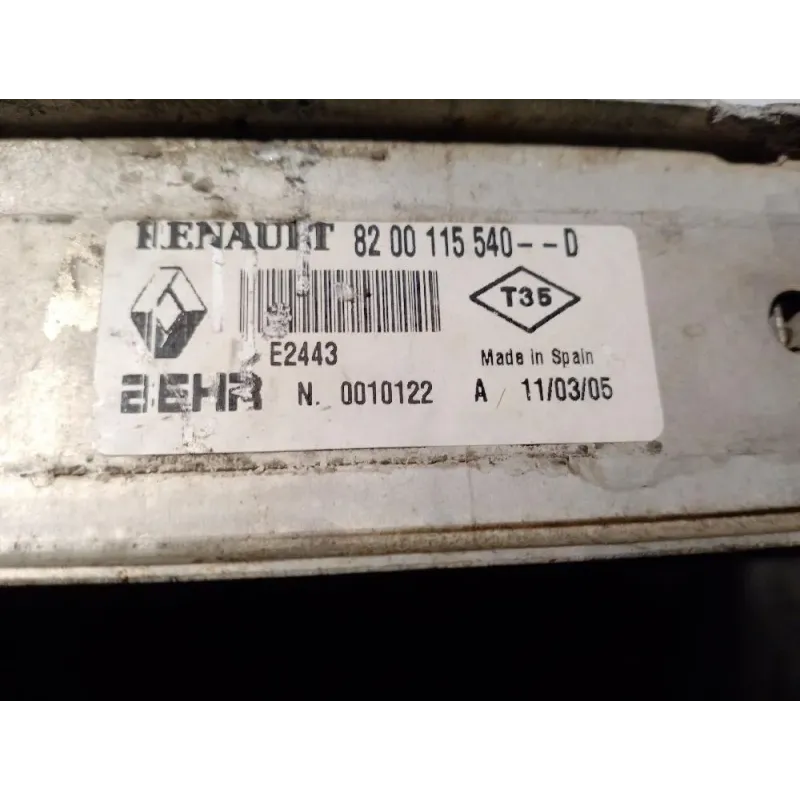 RENAULT 82 00 115 540--D
T35
E2443
Made in Spain
BEHR N. 0010122 A 11/03/05